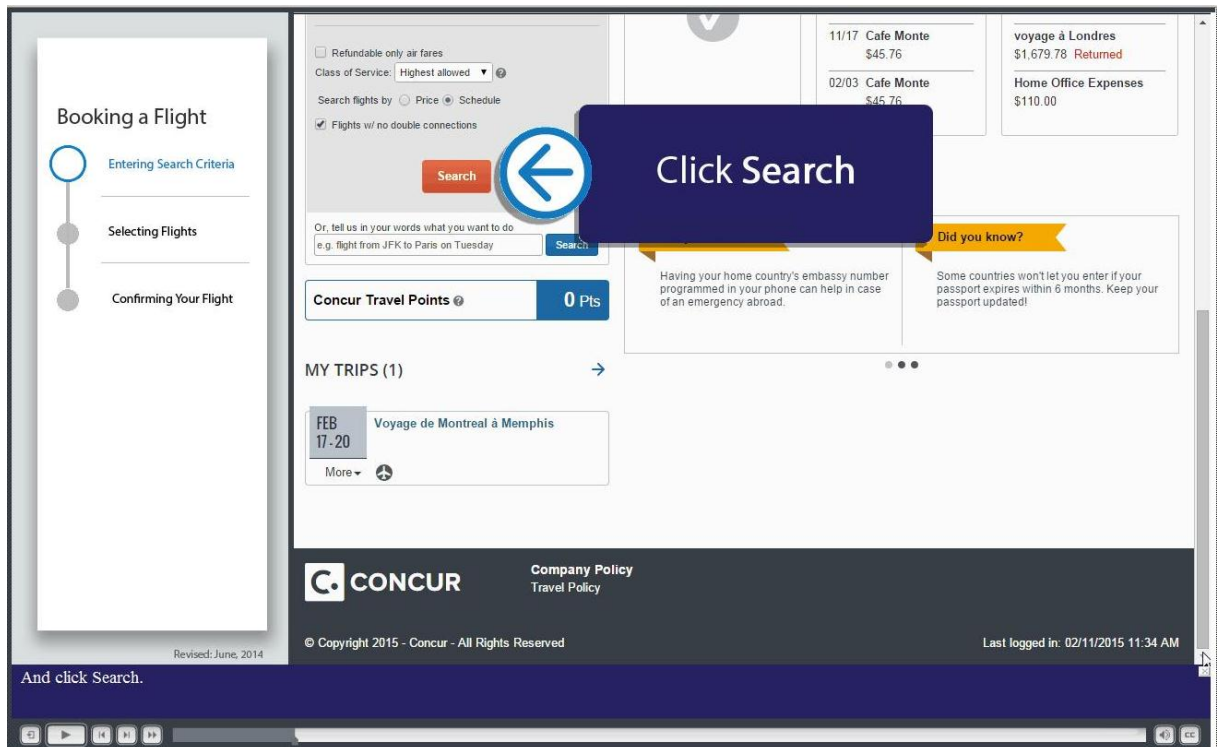 Booking a Flight
Entering Search Criteria
Selecting Flights
Confirming Your Flight
Revised: June, 2014
Refundable only air fares
Class of Service: Highest allowed
Search flights by Price Schedule
Flights w/ no double connections
Search
Or, tell us in your words what you want to do
e.g. flight from JFK to Paris on Tuesday
Search
Concur Travel Points
0 Pts
MY TRIPS (1)
FEB
17-20
Voyage de Montreal à Memphis
More
11/17 Cafe Monte
$45.76
02/03 Cafe Monte
$45.76
voyage à Londres
$1,679.78 Returned
Home Office Expenses
$110.00
Click Search
Having your home country's embassy number
programmed in your phone can help in case
of an emergency abroad.
Did you know?
Some countries won't let you enter if your
passport expires within 6 months. Keep your
passport updated!
C. CONCUR
Company Policy
Travel Policy
© Copyright 2015 - Concur - All Rights Reserved
Last logged in: 02/11/2015 11:34 AM
And click Search.
CC